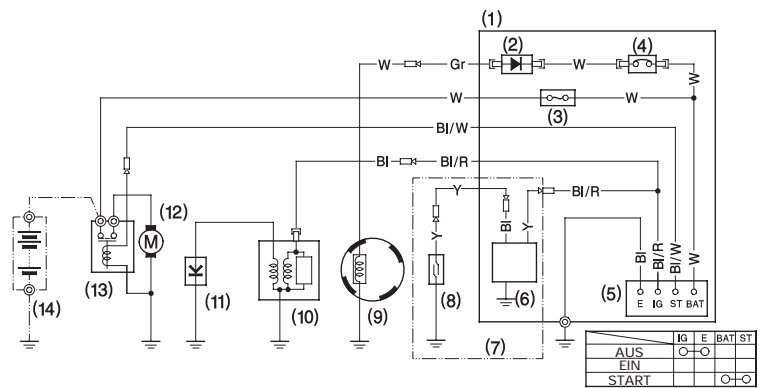 (1)
(2) (4)
W Gr W
W W W
(3)
Bl/W
Bl Bl/R
Y Bl/R
Y Bl Y
(12)
M
Bl Bl/R Bl/W W
(5) E IG ST BAT
(14) (13) (11) (10) (9) (8) (6)
(7)
IG E BAT ST
AUS
EIN
START